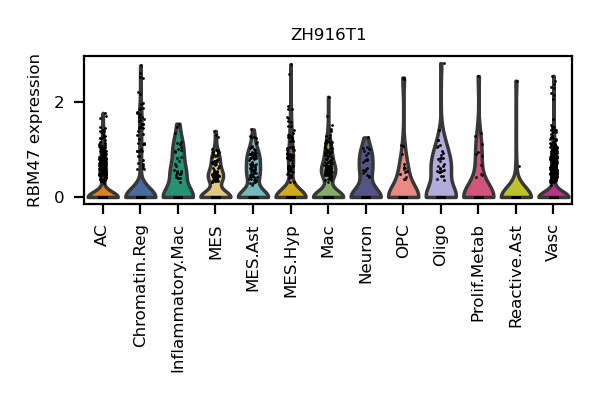 ZH916T1
RBM47 expression
2
0
AC
Chromatin.Reg
Inflammatory.Mac
MES
MES.Ast
MES.Hyp
Mac
Neuron
OPC
Oligo
Prolif.Metab
Reactive.Ast
Vasc